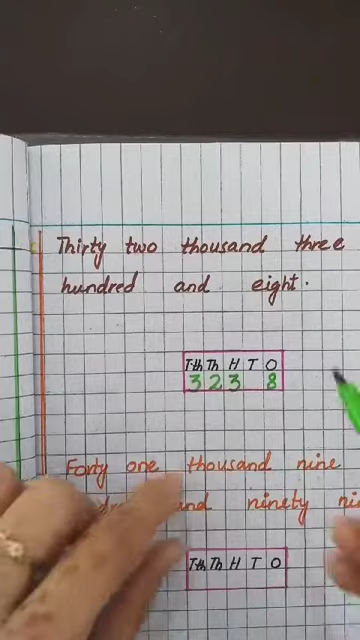 Thirty two thousand three
hundred and eight.
Tth Th H T O
3 2 3 8
Forty one thousand nine
and ninety
Tth Th H T O